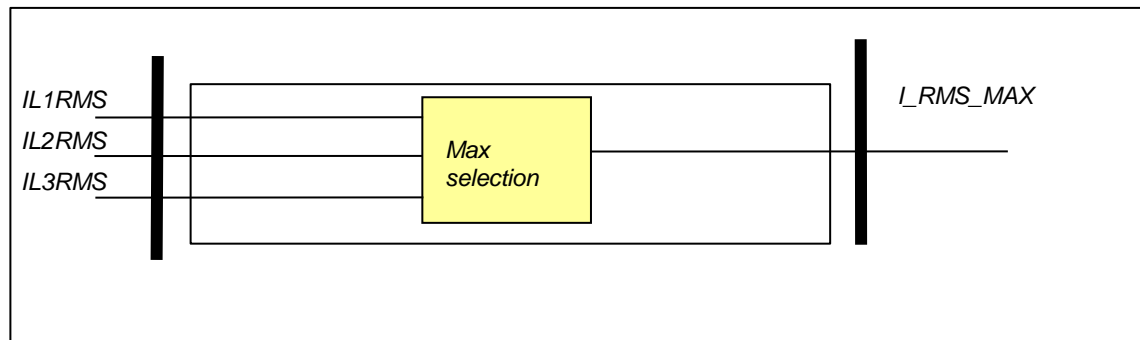 IL1RMS
IL2RMS
IL3RMS
Max
selection
I_RMS_MAX